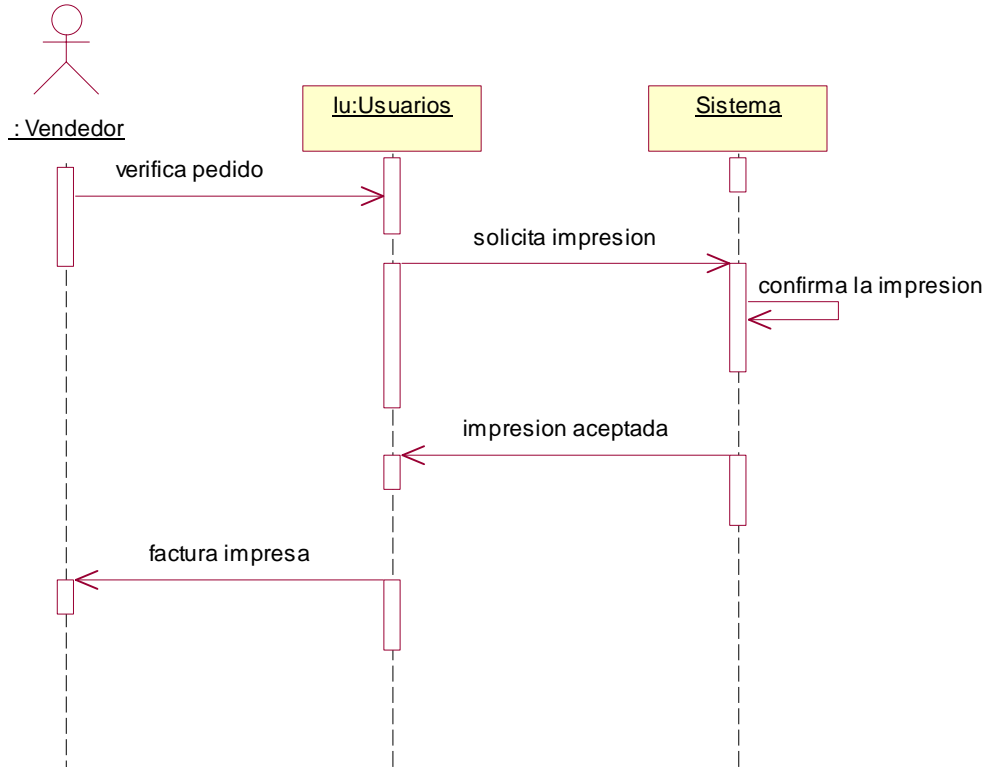 : Vendedor
Iu:Usuarios
Sistema
verifica pedido
solicita impresion
confirma la impresion
impresion aceptada
factura impresa